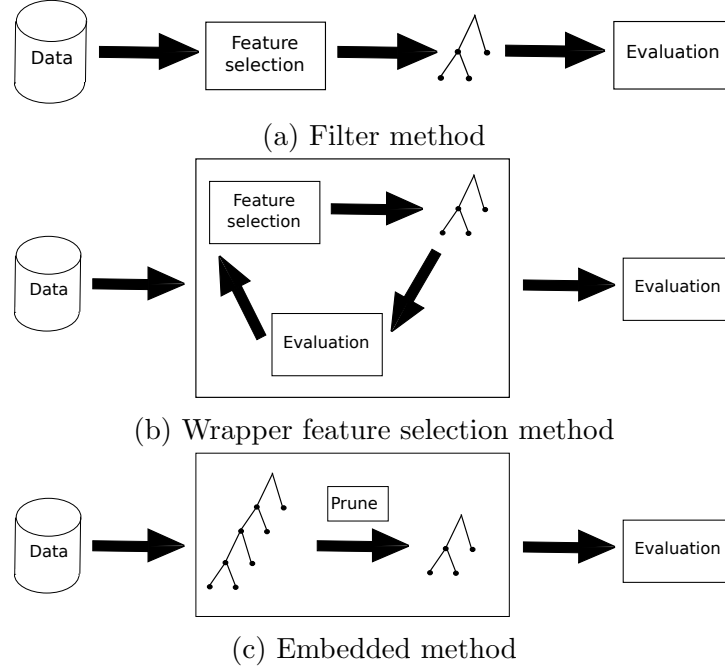 Data
Feature
selection
Evaluation
(a) Filter method
Feature
selection
Data
Evaluation
Evaluation
(b) Wrapper feature selection method
Prune
Data
Evaluation
(c) Embedded method